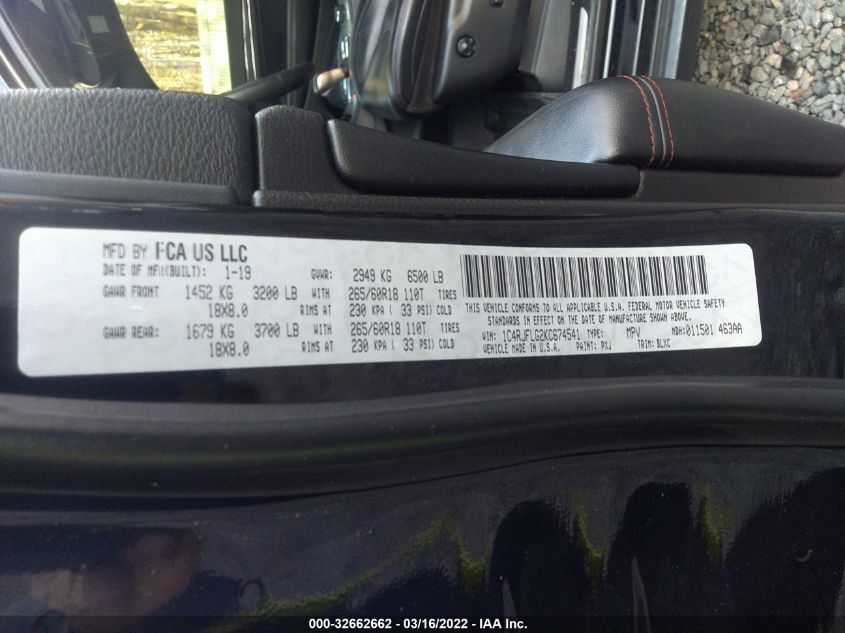 MFD BY FCA US LLC
DATE OF MFR(BUILT): 1-19 GVWR: 2949 KG 6500 LB
GAWR FRONT 1452 KG 3200 LB WITH 265/60R18 110T TIRES
18X8.0 RIMS AT 230 KPA ( 33 PSI) COLD
GAWR REAR: 1679 KG 3700 LB WITH 265/60R18 110T TIRES
18X8.0 RIMS AT 230 KPA ( 33 PSI) COLD
THIS VEHICLE CONFORMS TO ALL APPLICABLE U.S.A. FEDERAL MOTOR VEHICLE SAFETY
STANDARDS IN EFFECT ON THE DATE OF MANUFACTURE SHOWN ABOVE.
VIN: 1C4RJFLG2KC674541 TYPE: MPV MDH: 011501 463AA
VEHICLE MADE IN U.S.A. PAINT: PXJ TRIM: BLXC
000-32662662 - 03/16/2022 - IAA Inc.